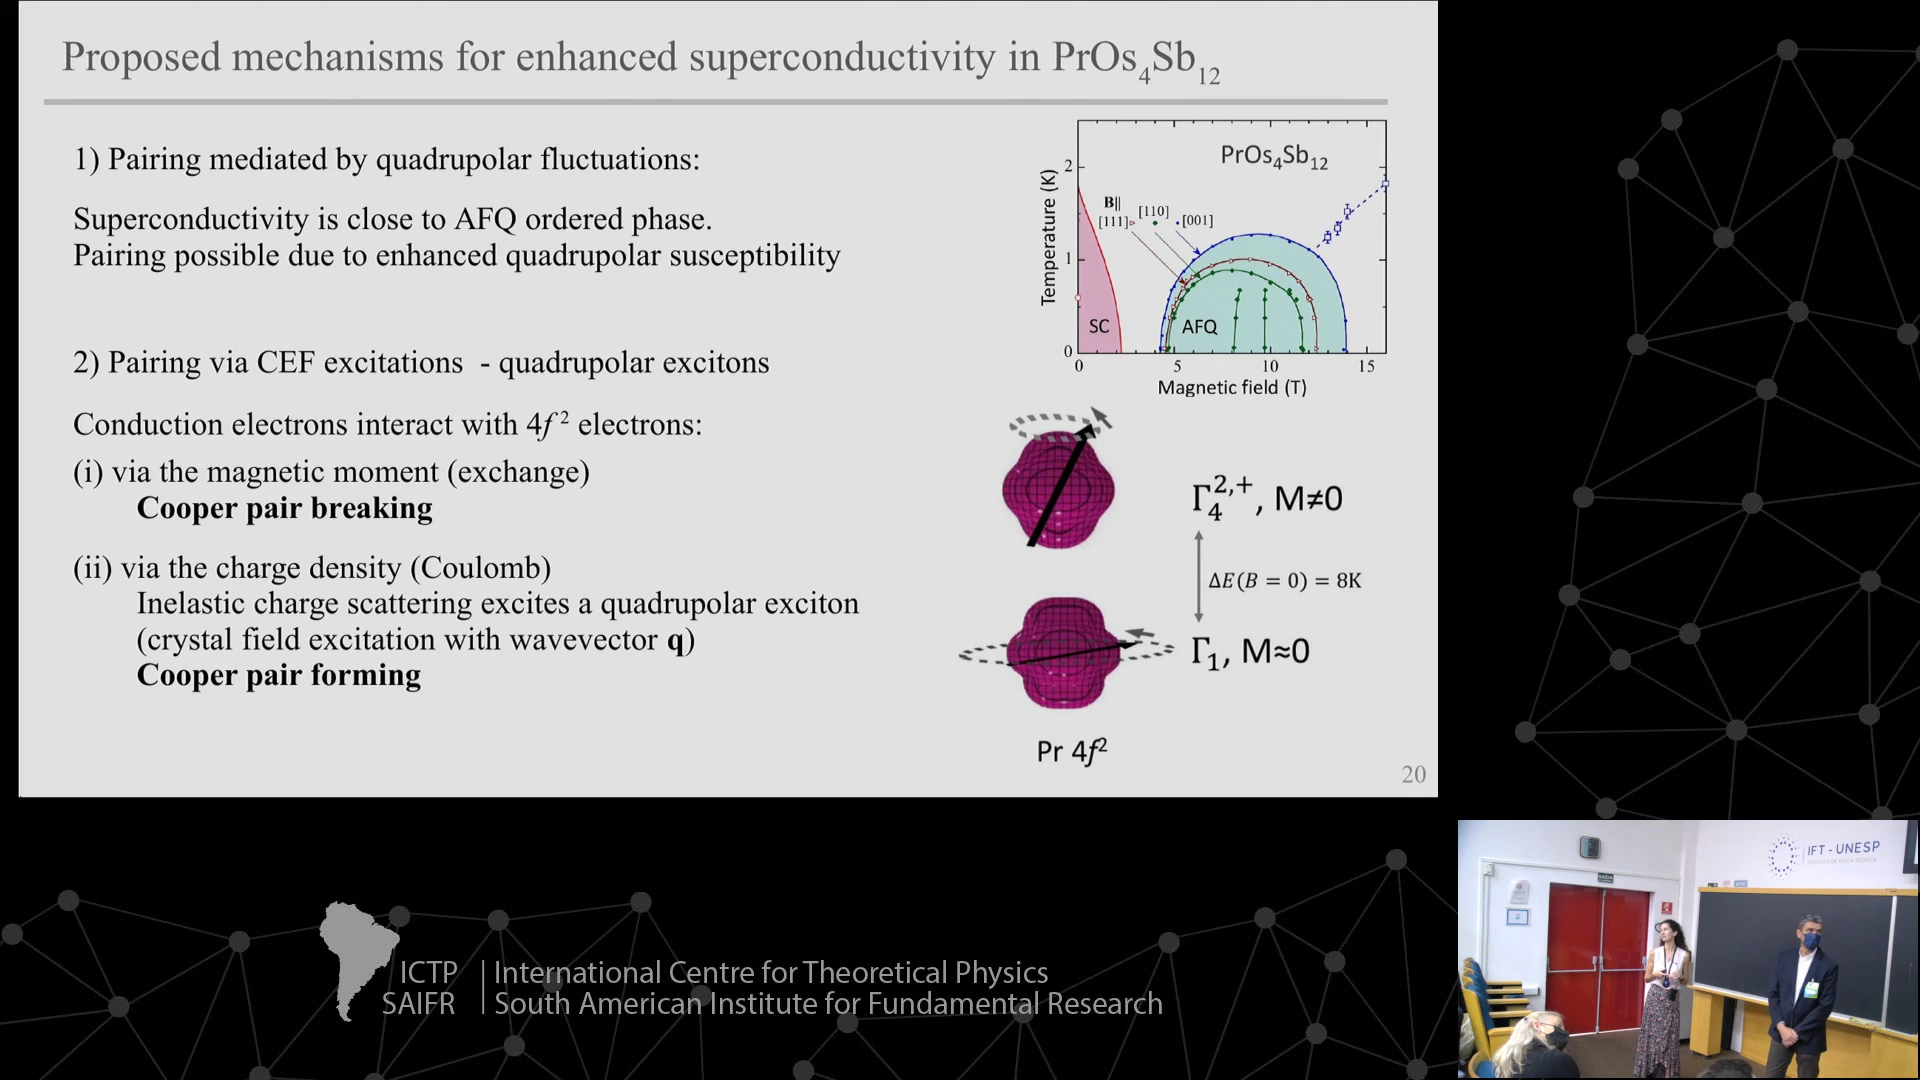 Proposed mechanisms for enhanced superconductivity in PrOs4Sb12
1) Pairing mediated by quadrupolar fluctuations:
Superconductivity is close to AFQ ordered phase.
Pairing possible due to enhanced quadrupolar susceptibility
2) Pairing via CEF excitations - quadrupolar excitons
Conduction electrons interact with 4f² electrons:
(i) via the magnetic moment (exchange)
Cooper pair breaking
(ii) via the charge density (Coulomb)
Inelastic charge scattering excites a quadrupolar exciton
(crystal field excitation with wavevector q)
Cooper pair forming
PrOs4Sb12
Temperature (K)
2
1
0
B||
[111]
[110]
[001]
SC
AFQ
0 5 10 15
Magnetic field (T)
Γ4^2,+, M≠0
ΔE(B = 0) = 8K
Γ1, M≈0
Pr 4f²
20
IFT - UNESP
ICTP
SAIFR
International Centre for Theoretical Physics
South American Institute for Fundamental Research